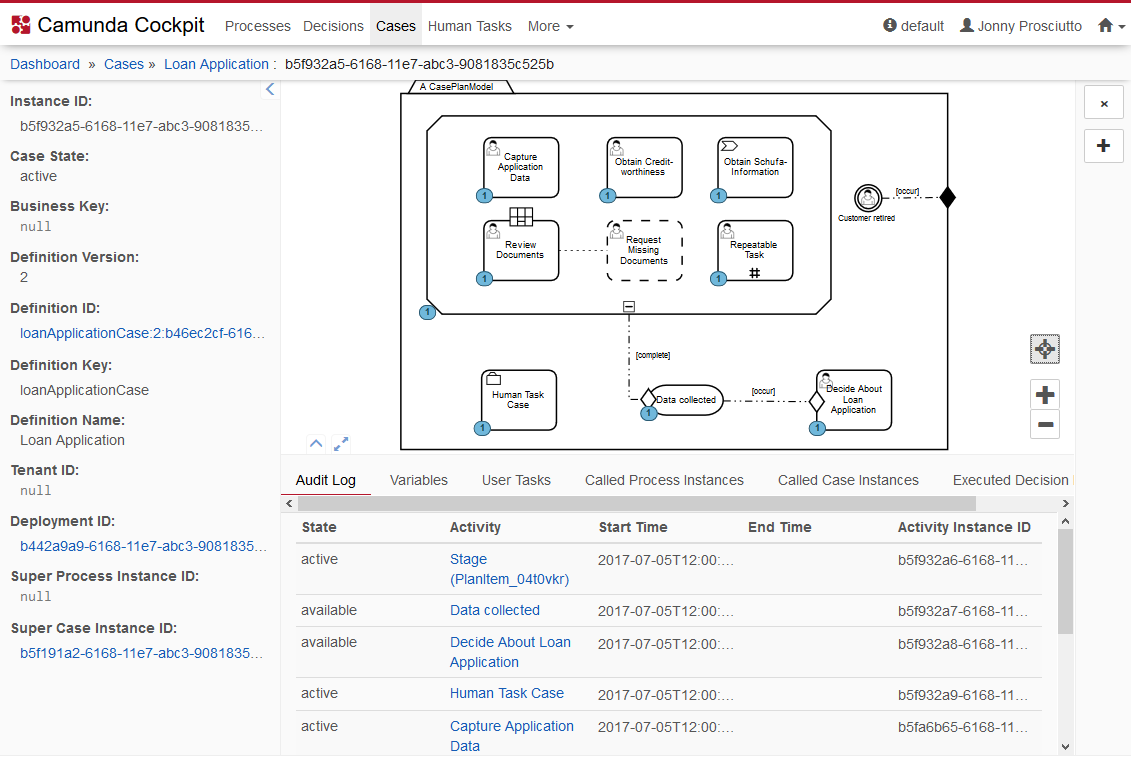 Camunda Cockpit Processes Decisions Cases Human Tasks More default Jonny Prosciutto
Dashboard » Cases » Loan Application : b5f932a5-6168-11e7-abc3-9081835c525b
Instance ID:
b5f932a5-6168-11e7-abc3-9081835...
Case State:
active
Business Key:
null
Definition Version:
2
Definition ID:
loanApplicationCase:2:b46ec2cf-616...
Definition Key:
loanApplicationCase
Definition Name:
Loan Application
Tenant ID:
null
Deployment ID:
b442a9a9-6168-11e7-abc3-9081835...
Super Process Instance ID:
null
Super Case Instance ID:
b5f191a2-6168-11e7-abc3-9081835...
A CasePlanModel
Capture
Application
Data
1
Obtain Credit-
worthiness
1
Obtain Schufa-
Information
1
[occur]
Customer retired
Review
Documents
1
Request
Missing
Documents
Repeatable
Task
1
1
[complete]
Human Task
Case
1
Data collected
1
[occur]
Decide About
Loan
Application
1
Audit Log Variables User Tasks Called Process Instances Called Case Instances Executed Decision
State Activity Start Time End Time Activity Instance ID
active Stage 2017-07-05T12:00:... b5f932a6-6168-11...
(PlanItem_04t0vkr)
available Data collected 2017-07-05T12:00:... b5f932a7-6168-11...
available Decide About Loan 2017-07-05T12:00:... b5f932a8-6168-11...
Application
active Human Task Case 2017-07-05T12:00:... b5f932a9-6168-11...
active Capture Application 2017-07-05T12:00:... b5fa6b65-6168-11...
Data